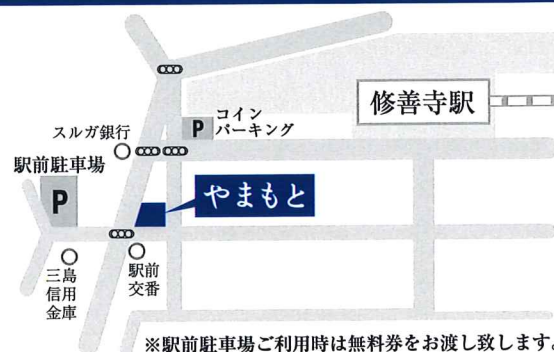 修善寺駅
コイン
パーキング
P
スルガ銀行
駅前駐車場
P
やまもと
三島
信用
金庫
駅前
交番
※駅前駐車場ご利用時は無料券をお渡し致します。